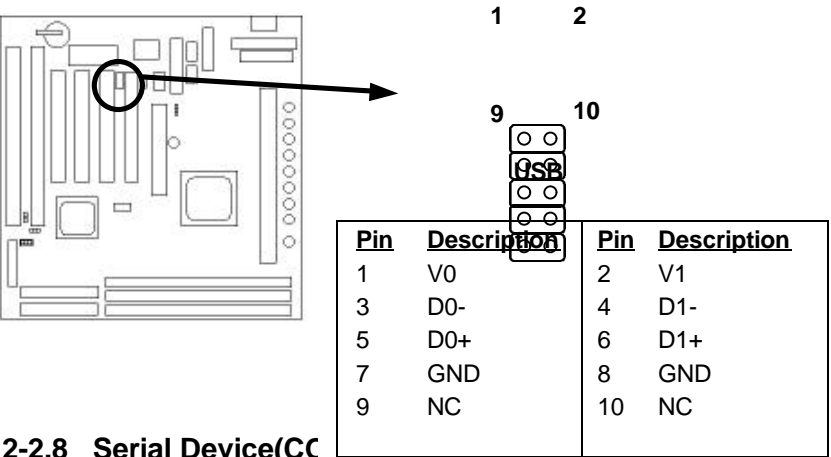 1 2
9 10
USB
Pin Description Pin Description
1 V0 2 V1
3 D0- 4 D1-
5 D0+ 6 D1+
7 GND 8 GND
9 NC 10 NC
2-2.8 Serial Device(CO